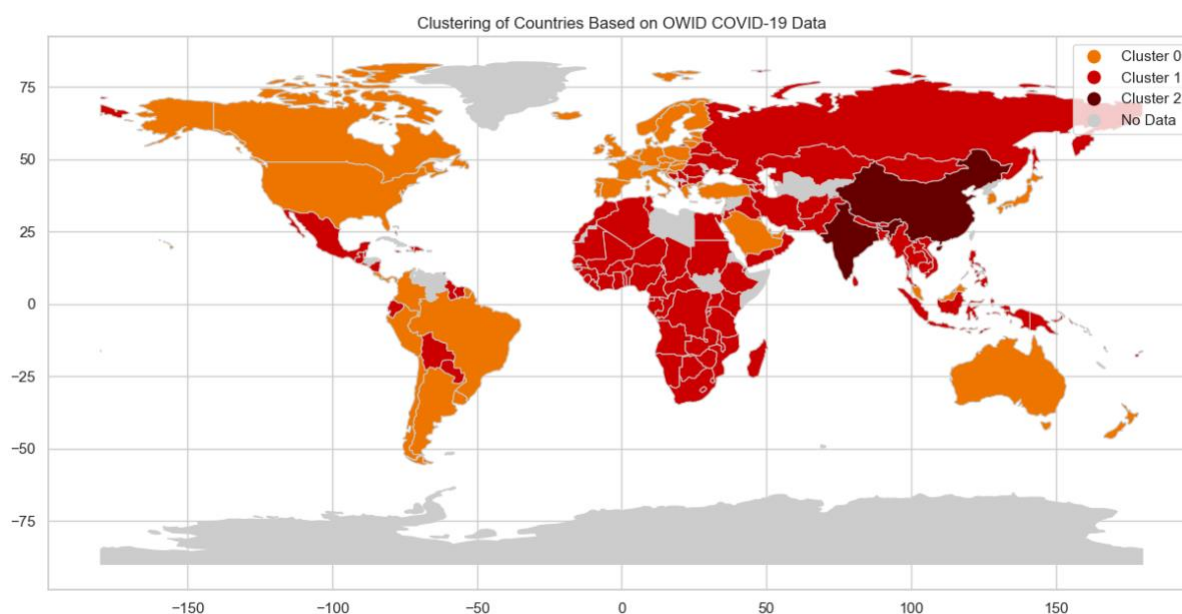 Clustering of Countries Based on OWID COVID-19 Data
Cluster 0
Cluster 1
Cluster 2
No Data
75
50
25
0
−25
−50
−75
−150
−100
−50
0
50
100
150